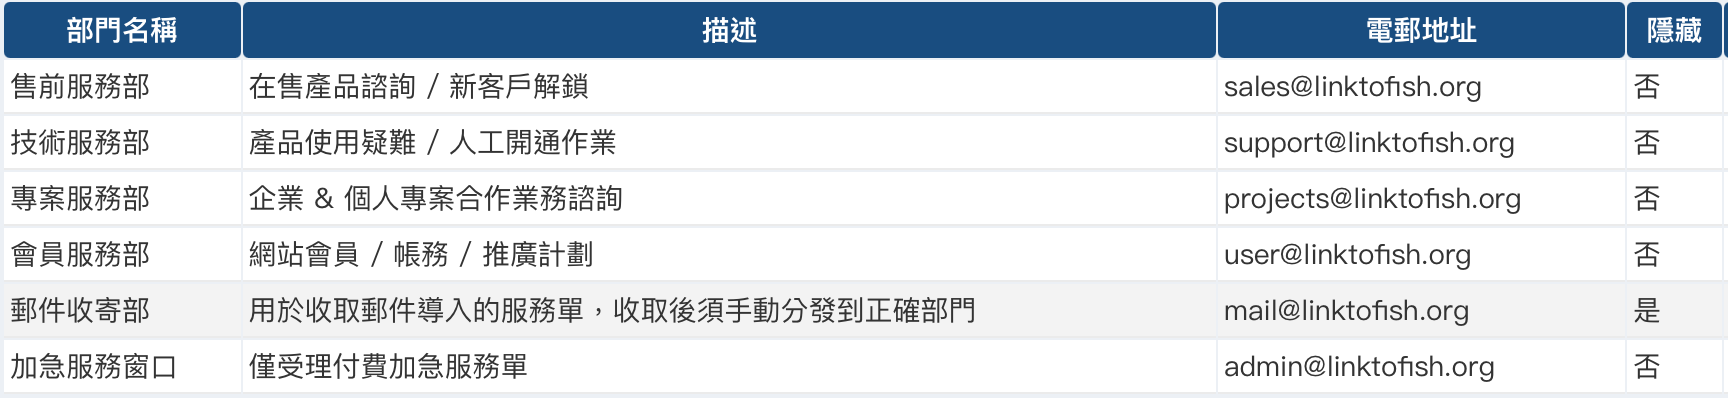 部門名稱 描述 電郵地址 隱藏
售前服務部 在售產品諮詢 / 新客戶解鎖 sales@linktofish.org 否
技術服務部 產品使用疑難 / 人工開通作業 support@linktofish.org 否
專案服務部 企業 & 個人專案合作業務諮詢 projects@linktofish.org 否
會員服務部 網站會員 / 帳務 / 推廣計劃 user@linktofish.org 否
郵件收寄部 用於收取郵件導入的服務單，收取後須手動分發到正確部門 mail@linktofish.org 是
加急服務窗口 僅受理付費加急服務單 admin@linktofish.org 否